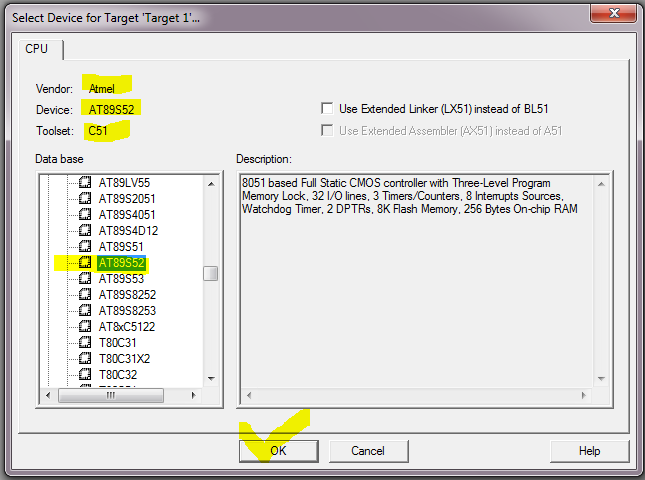 Select Device for Target 'Target 1'...
CPU
Vendor: Atmel
Device: AT89S52
Toolset: C51
Use Extended Linker (LX51) instead of BL51
Use Extended Assembler (AX51) instead of A51
Data base
AT89LV55
AT89S2051
AT89S4051
AT89S4D12
AT89S51
AT89S52
AT89S53
AT89S8252
AT89S8253
AT8xC5122
T80C31
T80C31X2
T80C32
Description:
8051 based Full Static CMOS controller with Three-Level Program
Memory Lock, 32 I/O lines, 3 Timers/Counters, 8 Interrupts Sources,
Watchdog Timer, 2 DPTRs, 8K Flash Memory, 256 Bytes On-chip RAM
OK
Cancel
Help